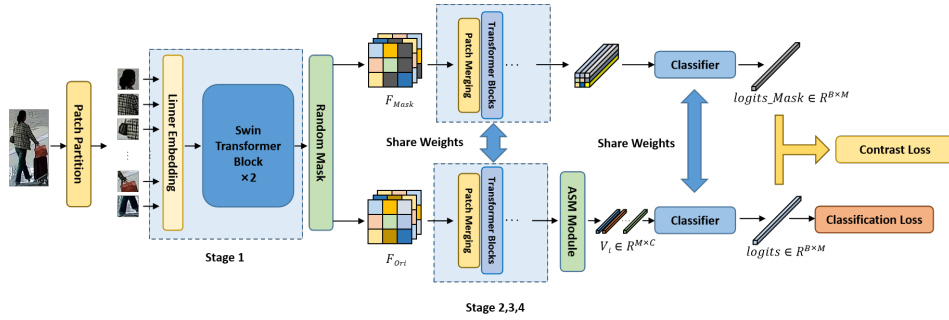 Patch Partition
Linner Embedding
Swin
Transformer
Block
×2
Stage 1
Random Mask
F_Mask
F_Ori
Patch Merging
Transformer Blocks
......
Share Weights
Patch Merging
Transformer Blocks
......
Stage 2,3,4
ASM Module
V_i ∈ R^{M×C}
Classifier
Share Weights
Classifier
logits_Mask ∈ R^{B×M}
logits ∈ R^{B×M}
Contrast Loss
Classification Loss